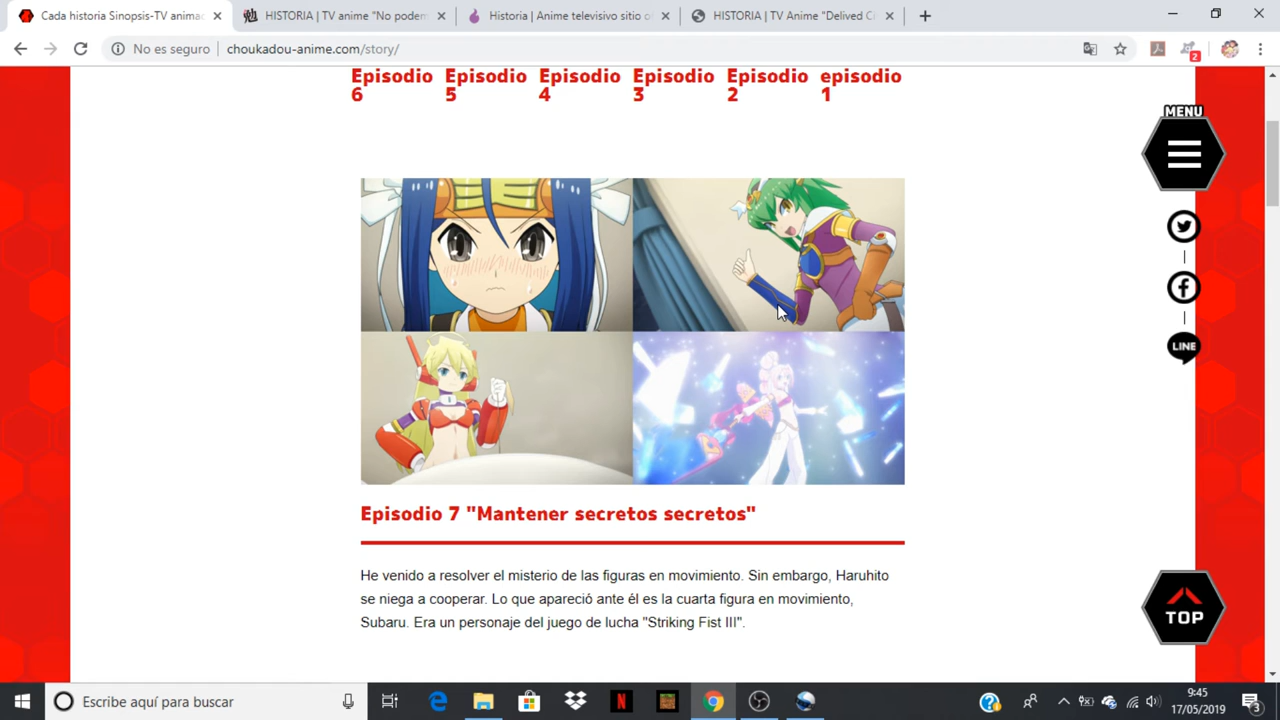 Cada historia Sinopsis-TV animac
HISTORIA | TV anime "No podem
Historia | Anime televisivo sitio o
HISTORIA | TV Anime "Delived Cl
No es seguro
choukadou-anime.com/story/
2
Episodio 6
Episodio 5
Episodio 4
Episodio 3
Episodio 2
episodio 1
MENU
LINE
Episodio 7 "Mantener secretos secretos"
He venido a resolver el misterio de las figuras en movimiento. Sin embargo, Haruhito
se niega a cooperar. Lo que apareció ante él es la cuarta figura en movimiento,
Subaru. Era un personaje del juego de lucha "Striking Fist III".
TOP
Escribe aquí para buscar
9:45
17/05/2019
3